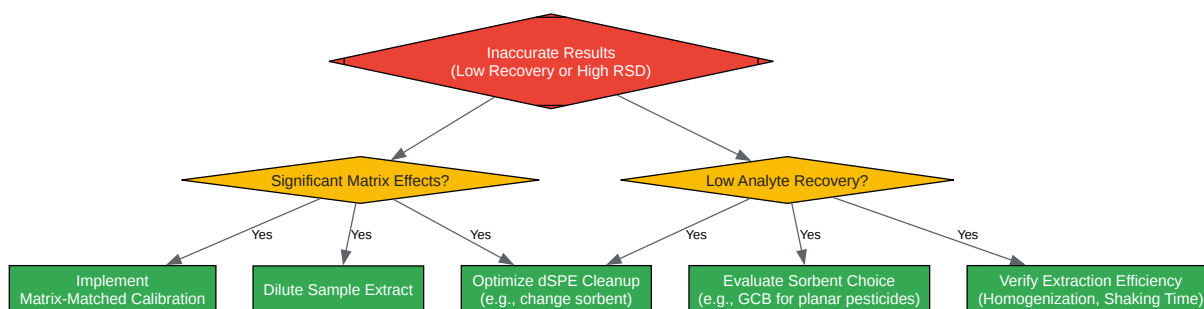 Inaccurate Results
(Low Recovery or High RSD)
Significant Matrix Effects?
Low Analyte Recovery?
Yes
Yes
Yes
Yes
Yes
Yes
Implement
Matrix-Matched Calibration
Dilute Sample Extract
Optimize dSPE Cleanup
(e.g., change sorbent)
Evaluate Sorbent Choice
(e.g., GCB for planar pesticides)
Verify Extraction Efficiency
(Homogenization, Shaking Time)